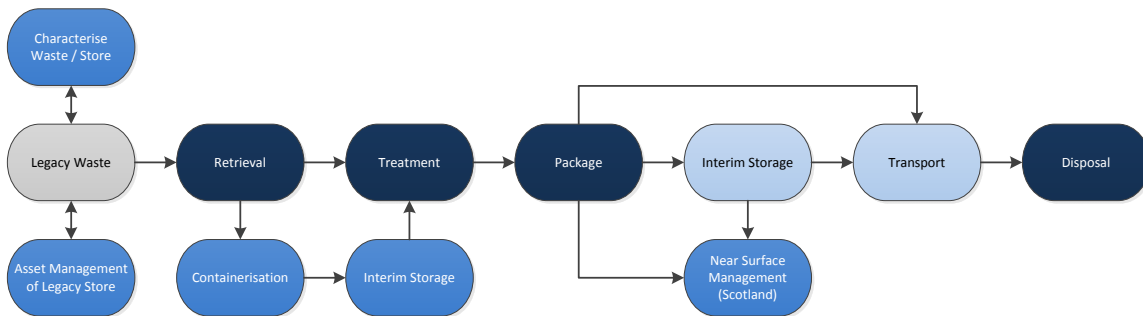 Characterise
Waste / Store
Legacy Waste
Retrieval
Treatment
Package
Interim Storage
Transport
Disposal
Asset Management
of Legacy Store
Containerisation
Interim Storage
Near Surface
Management
(Scotland)